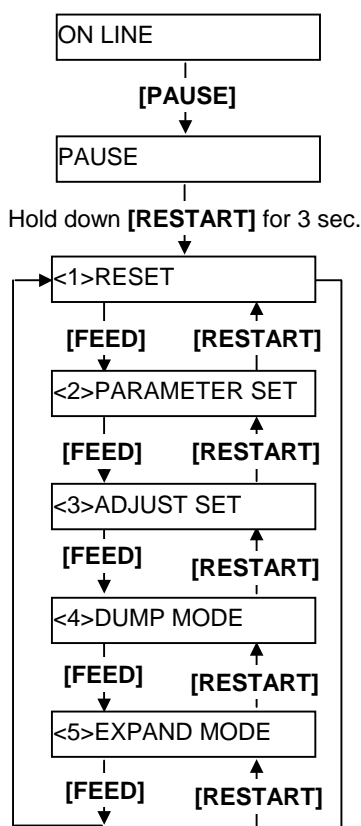 ON LINE
[PAUSE]
PAUSE
Hold down [RESTART] for 3 sec.
<1>RESET
[FEED] [RESTART]
<2>PARAMETER SET
[FEED] [RESTART]
<3>ADJUST SET
[FEED] [RESTART]
<4>DUMP MODE
[FEED] [RESTART]
<5>EXPAND MODE
[FEED] [RESTART]